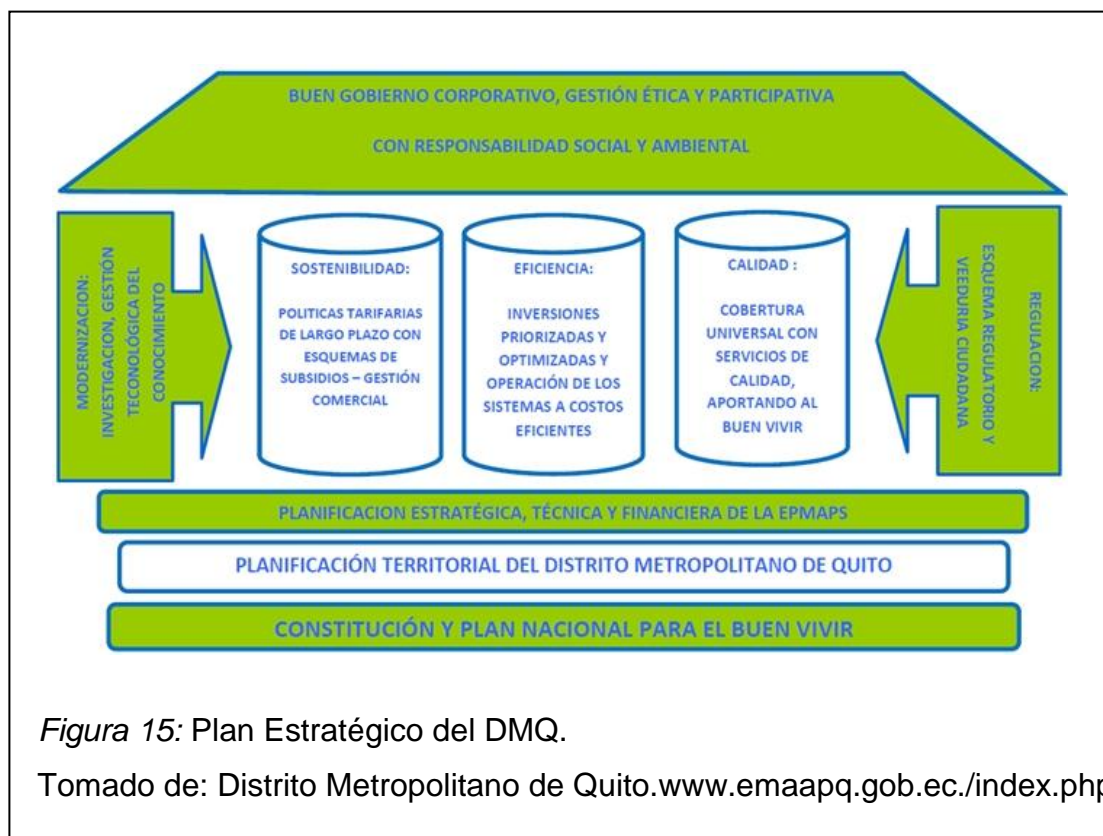 BUEN GOBIERNO CORPORATIVO, GESTIÓN ÉTICA Y PARTICIPATIVA
CON RESPONSABILIDAD SOCIAL Y AMBIENTAL
MODERNIZACION:
INVESTIGACION, GESTIÓN
TECONOLÓGICA DEL
CONOCIMIENTO
SOSTENIBILIDAD:
POLITICAS TARIFARIAS
DE LARGO PLAZO CON
ESQUEMAS DE
SUBSIDIOS – GESTIÓN
COMERCIAL
EFICIENCIA:
INVERSIONES
PRIORIZADAS Y
OPTIMIZADAS Y
OPERACIÓN DE LOS
SISTEMAS A COSTOS
EFICIENTES
CALIDAD :
COBERTURA
UNIVERSAL CON
SERVICIOS DE
CALIDAD,
APORTANDO AL
BUEN VIVIR
REGULACION:
ESQUEMA REGULATORIO Y
VEEDURIA CIUDADANA
PLANIFICACION ESTRATÉGICA, TÉCNICA Y FINANCIERA DE LA EPMAPS
PLANIFICACIÓN TERRITORIAL DEL DISTRITO METROPOLITANO DE QUITO
CONSTITUCIÓN Y PLAN NACIONAL PARA EL BUEN VIVIR
Figura 15: Plan Estratégico del DMQ.
Tomado de: Distrito Metropolitano de Quito.www.emaapq.gob.ec./index.php